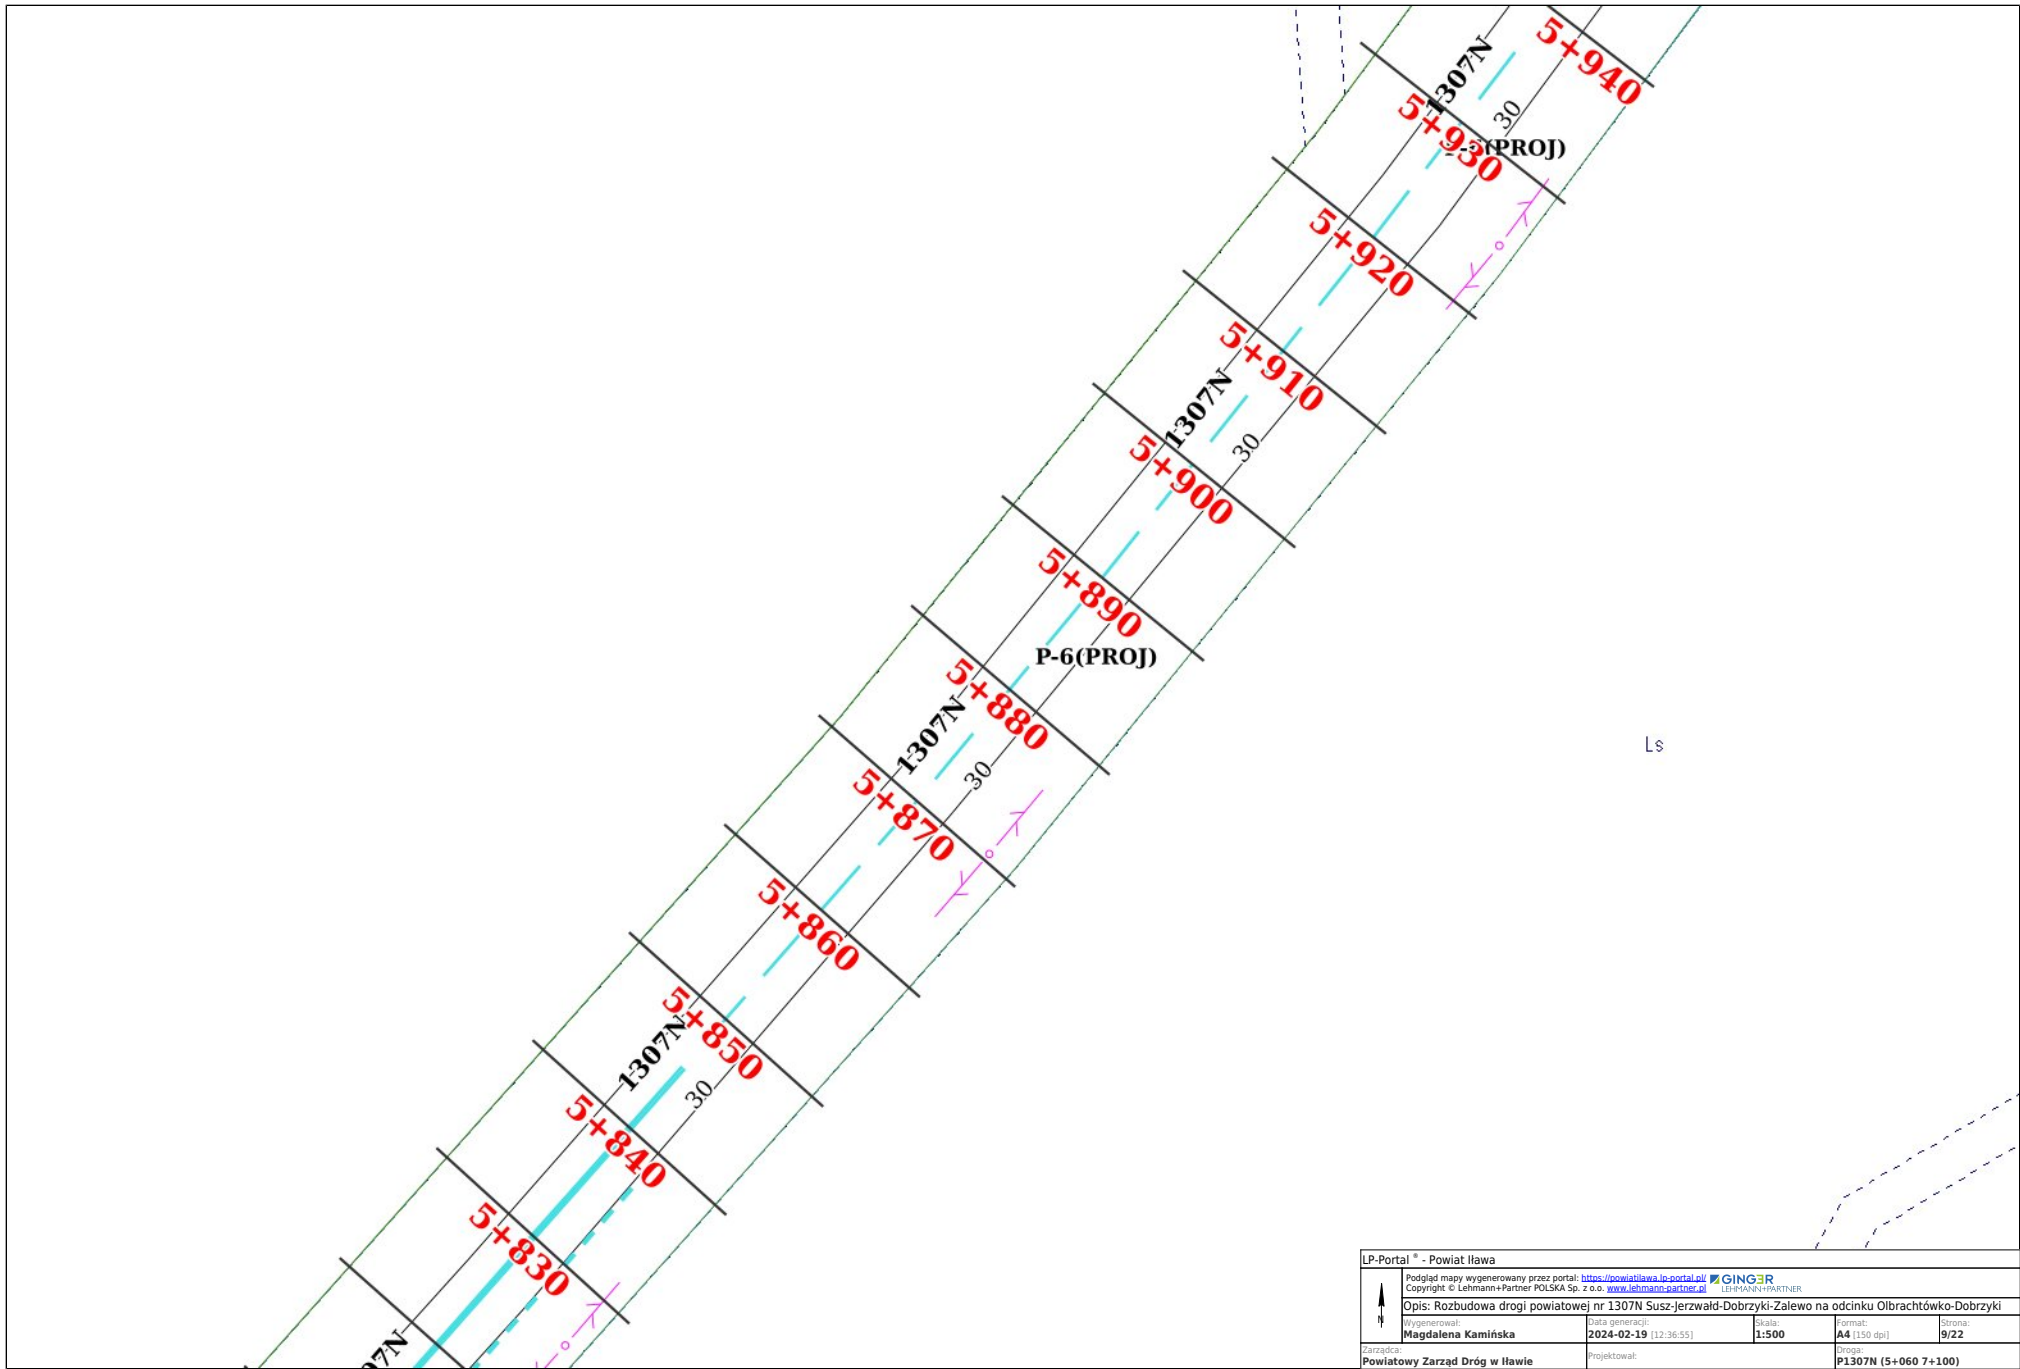 5+940
1307N
30
5+930
(PROJ)
5+920
5+910
1307N
30
5+900
5+890
P-6(PROJ)
5+880
1307N
30
5+870
Ls
5+860
5+850
1307N
30
5+840
5+830
07N
LP-Portal ® - Powiat Iława
Podgląd mapy wygenerowany przez portal: https://powiatilawa.lp-portal.pl/
Copyright © Lehmann+Partner POLSKA Sp. z o.o. www.lehmann-partner.pl
GINGER
LEHMANN+PARTNER
N
Opis: Rozbudowa drogi powiatowej nr 1307N Susz-Jerzwałd-Dobrzyki-Zalewo na odcinku Olbrachtówko-Dobrzyki
Wygenerował:
Magdalena Kamińska
Data generacji:
2024-02-19 [12:36:55]
Skala:
1:500
Format:
A4 [150 dpi]
Strona:
9/22
Zarządca:
Powiatowy Zarząd Dróg w Iławie
Projektował:
Droga:
P1307N (5+060 7+100)